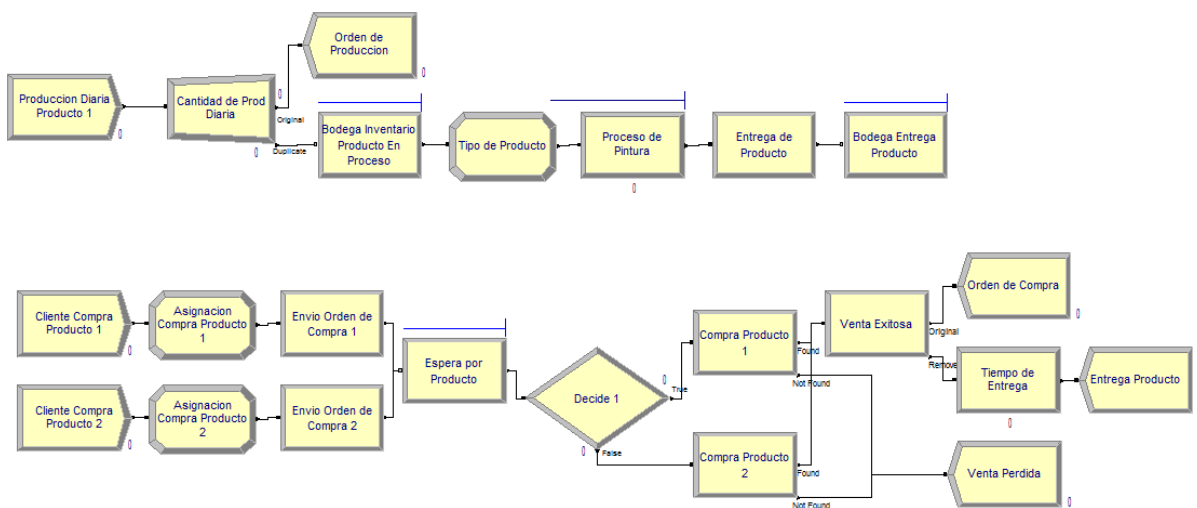 Orden de
Produccion
0
Produccion Diaria
Producto 1
0
Cantidad de Prod
Diaria
0
Original
0
Duplicate
Bodega Inventario
Producto En
Proceso
Tipo de Producto
Proceso de
Pintura
0
Entrega de
Producto
Bodega Entrega
Producto
Cliente Compra
Producto 1
0
Asignacion
Compra Producto
1
Envio Orden de
Compra 1
Cliente Compra
Producto 2
0
Asignacion
Compra Producto
2
Envio Orden de
Compra 2
Espera por
Producto
Decide 1
0
True
0
False
Compra Producto
1
Found
Not Found
Compra Producto
2
Found
Not Found
Venta Exitosa
Original
Remove
Orden de Compra
0
Tiempo de
Entrega
0
Entrega Producto
Venta Perdida
0